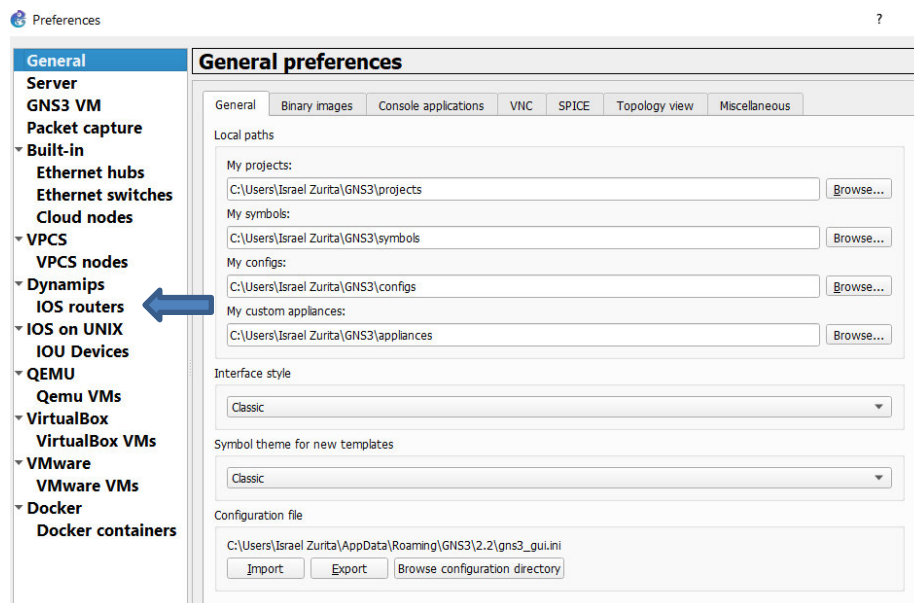 Preferences
?
General
Server
GNS3 VM
Packet capture
Built-in
Ethernet hubs
Ethernet switches
Cloud nodes
VPCS
VPCS nodes
Dynamips
IOS routers
IOS on UNIX
IOU Devices
QEMU
Qemu VMs
VirtualBox
VirtualBox VMs
VMware
VMware VMs
Docker
Docker containers
General preferences
General Binary images Console applications VNC SPICE Topology view Miscellaneous
Local paths
My projects:
C:\Users\Israel Zurita\GNS3\projects Browse...
My symbols:
C:\Users\Israel Zurita\GNS3\symbols Browse...
My configs:
C:\Users\Israel Zurita\GNS3\configs Browse...
My custom appliances:
C:\Users\Israel Zurita\GNS3\appliances Browse...
Interface style
Classic
Symbol theme for new templates
Classic
Configuration file
C:\Users\Israel Zurita\AppData\Roaming\GNS3\2.2\gns3_gui.ini
Import Export Browse configuration directory